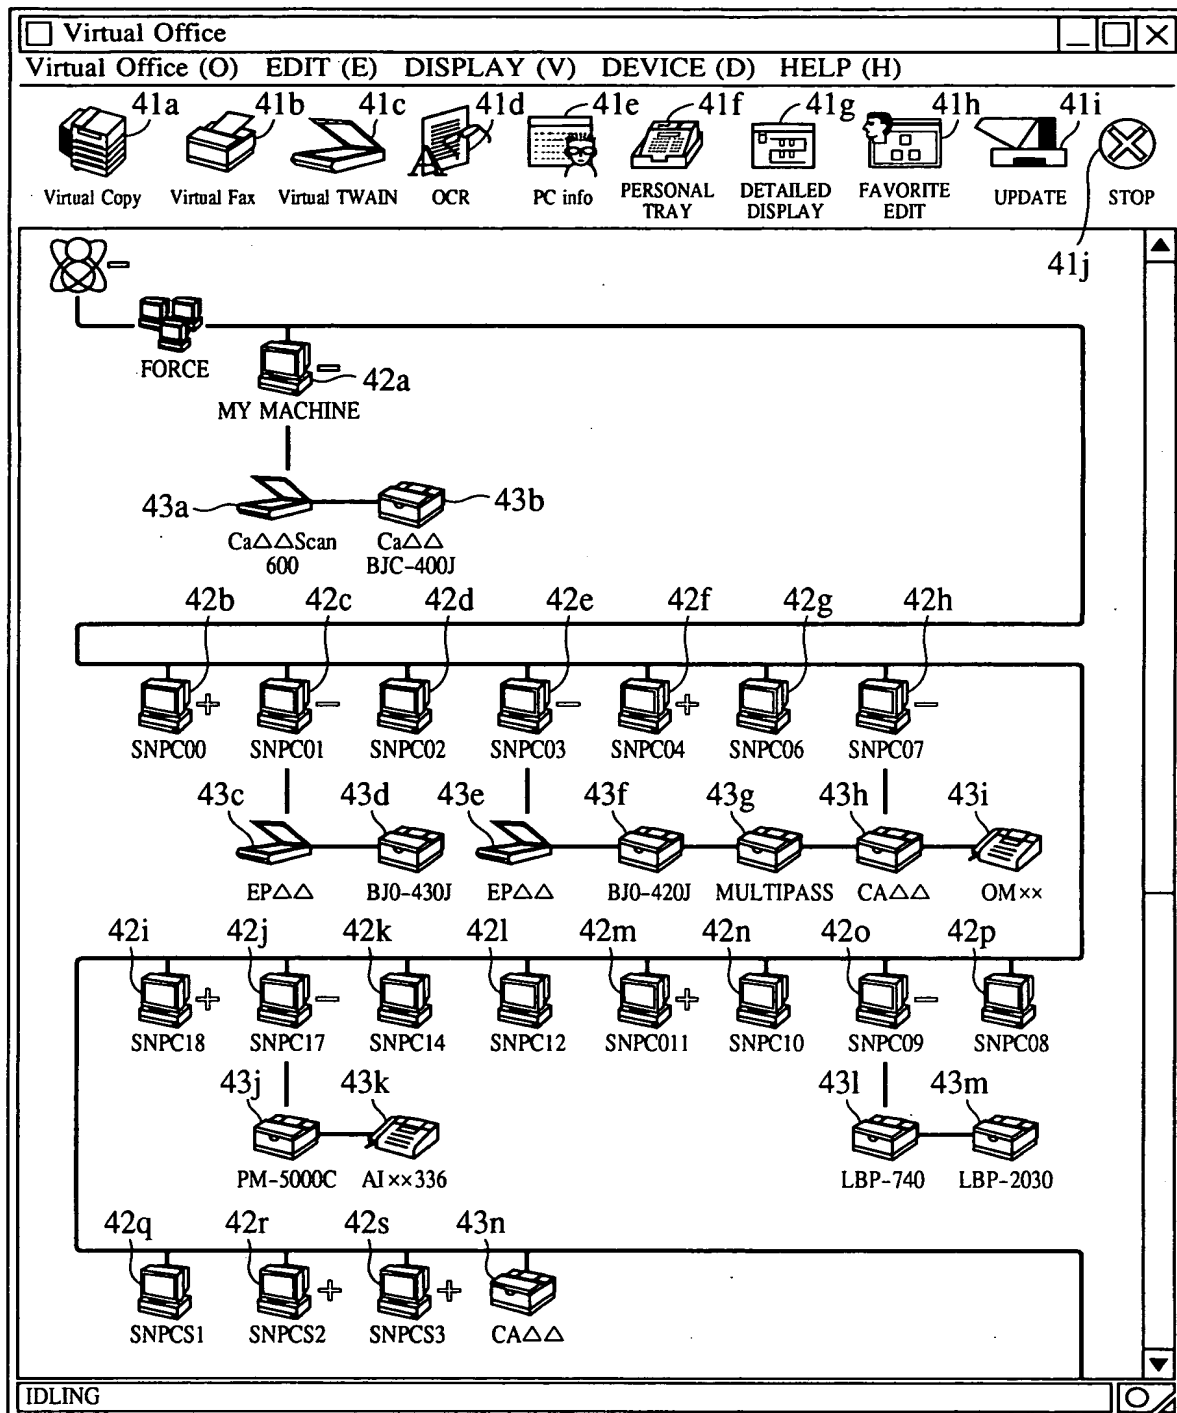 Virtual Office
Virtual Office (O) EDIT (E) DISPLAY (V) DEVICE (D) HELP (H)
41a 41b 41c 41d 41e 41f 41g 41h 41i
Virtual Copy Virtual Fax Virtual TWAIN OCR PC info PERSONAL TRAY DETAILED DISPLAY FAVORITE EDIT UPDATE STOP
41j
FORCE
42a
MY MACHINE
43a 43b
Ca△△Scan 600 Ca△△ BJC-400J
42b 42c 42d 42e 42f 42g 42h
SNPC00 SNPC01 SNPC02 SNPC03 SNPC04 SNPC06 SNPC07
43c 43d 43e 43f 43g 43h 43i
EP△△ BJ0-430J EP△△ BJ0-420J MULTIPASS CA△△ OM××
42i 42j 42k 42l 42m 42n 42o 42p
SNPC18 SNPC17 SNPC14 SNPC12 SNPC011 SNPC10 SNPC09 SNPC08
43j 43k 43l 43m
PM-5000C AI××336 LBP-740 LBP-2030
42q 42r 42s 43n
SNPCS1 SNPCS2 SNPCS3 CA△△
IDLING